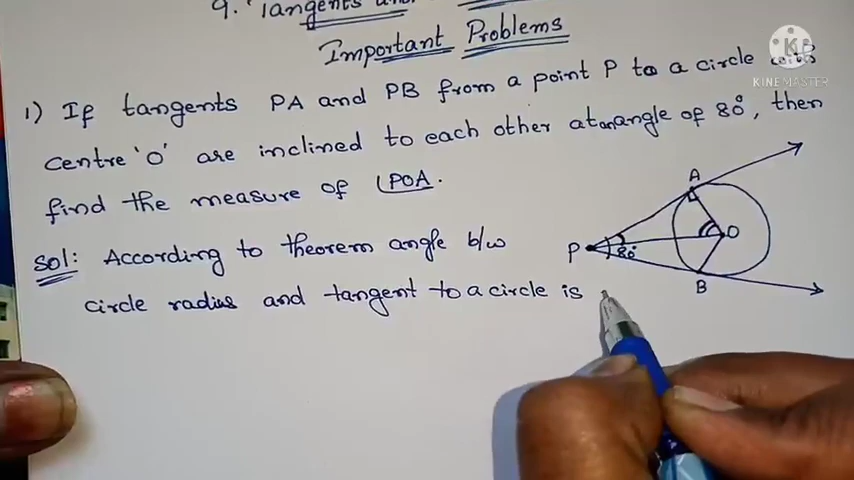 9. Tangents
Important Problems
1) If tangents PA and PB from a point P to a circle with
centre 'O' are inclined to each other at an angle of 80°, then
find the measure of ∠POA.
Sol: According to theorem angle b/w
circle radius and tangent to a circle is
A
P
80°
O
B
K
KINEMASTER